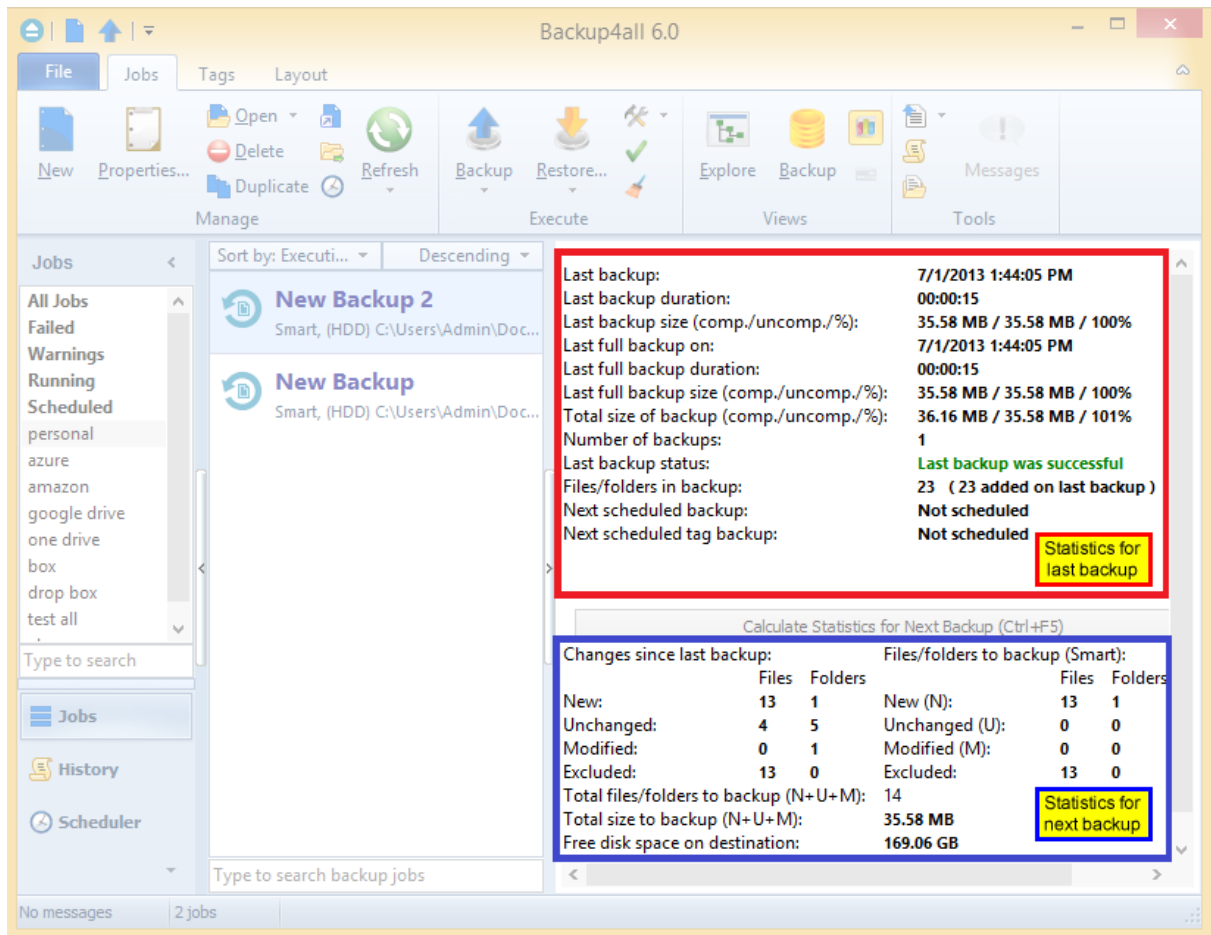 Backup4all 6.0
File Jobs Tags Layout
New
Properties...
Open
Delete
Duplicate
Refresh
Manage
Backup
Restore...
Execute
Explore
Backup
Views
Messages
Tools
Jobs
All Jobs
Failed
Warnings
Running
Scheduled
personal
azure
amazon
google drive
one drive
box
drop box
test all
Type to search
Jobs
History
Scheduler
Sort by: Executi... Descending
New Backup 2
Smart, (HDD) C:\Users\Admin\Doc...
New Backup
Smart, (HDD) C:\Users\Admin\Doc...
Type to search backup jobs
Last backup: 7/1/2013 1:44:05 PM
Last backup duration: 00:00:15
Last backup size (comp./uncomp./%): 35.58 MB / 35.58 MB / 100%
Last full backup on: 7/1/2013 1:44:05 PM
Last full backup duration: 00:00:15
Last full backup size (comp./uncomp./%): 35.58 MB / 35.58 MB / 100%
Total size of backup (comp./uncomp./%): 36.16 MB / 35.58 MB / 101%
Number of backups: 1
Last backup status: Last backup was successful
Files/folders in backup: 23 ( 23 added on last backup )
Next scheduled backup: Not scheduled
Next scheduled tag backup: Not scheduled
Statistics for
last backup
Calculate Statistics for Next Backup (Ctrl+F5)
Changes since last backup: Files/folders to backup (Smart):
Files Folders Files Folders
New: 13 1 New (N): 13 1
Unchanged: 4 5 Unchanged (U): 0 0
Modified: 0 1 Modified (M): 0 0
Excluded: 13 0 Excluded: 13 0
Total files/folders to backup (N+U+M): 14
Total size to backup (N+U+M): 35.58 MB
Free disk space on destination: 169.06 GB
Statistics for
next backup
No messages 2 jobs